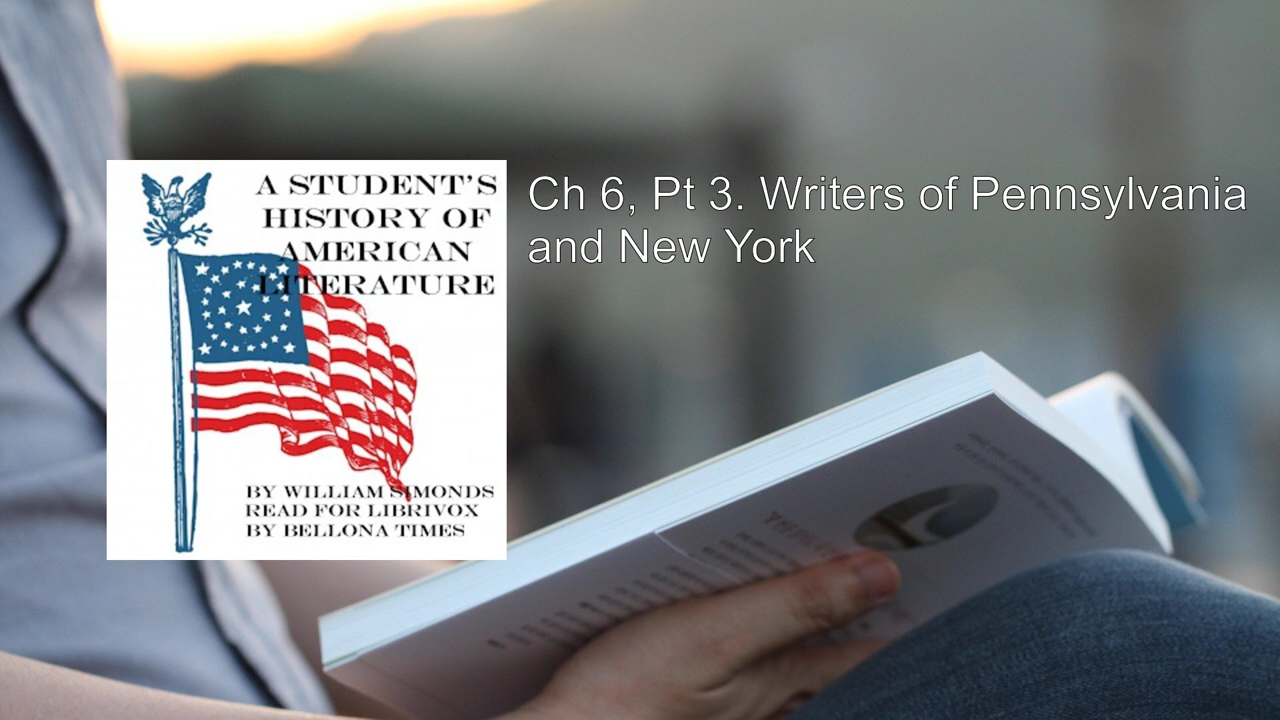 A STUDENT'S
HISTORY OF
AMERICAN
LITERATURE
BY WILLIAM SIMONDS
READ FOR LIBRIVOX
BY BELLONA TIMES
Ch 6, Pt 3. Writers of Pennsylvania
and New York